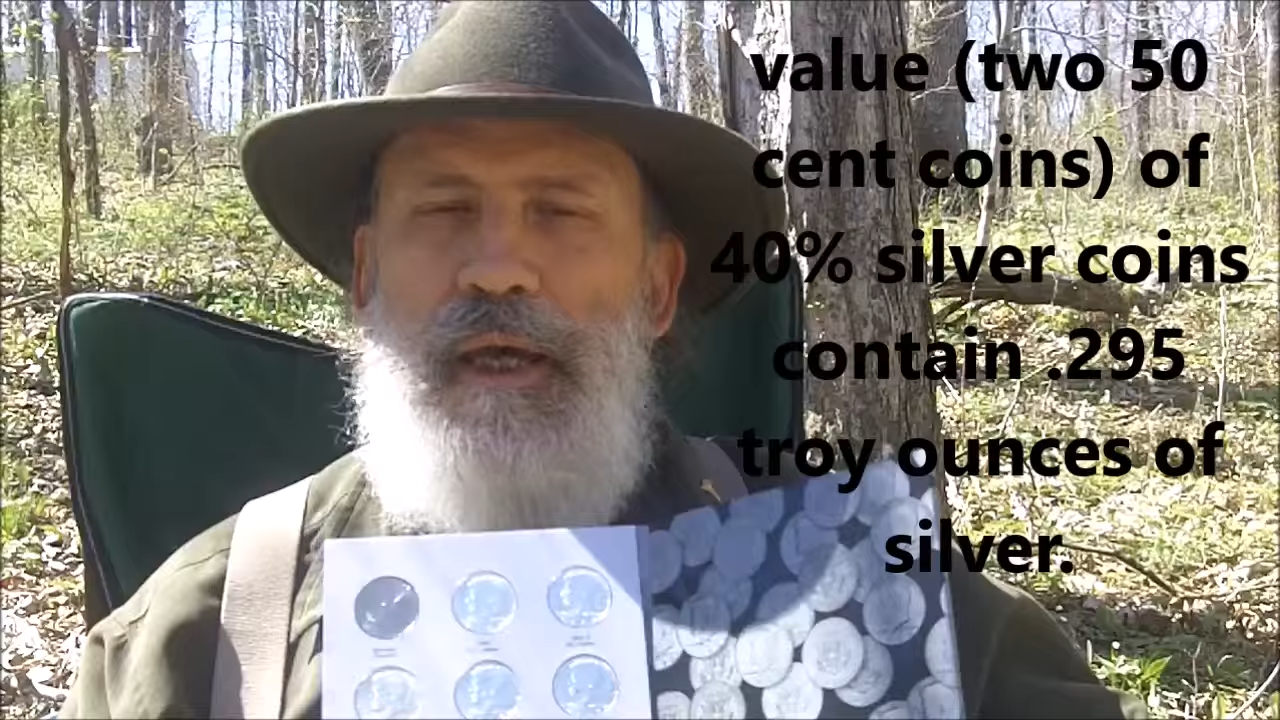 value (two 50
cent coins) of
40% silver coins
contain .295
troy ounces of
silver.